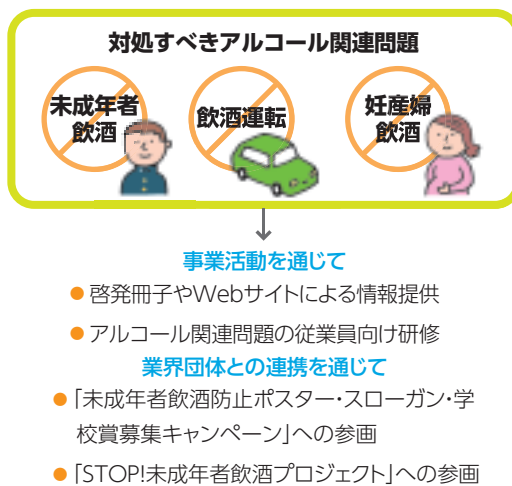 対処すべきアルコール関連問題
未成年者
飲酒
飲酒運転
妊産婦
飲酒
事業活動を通じて
● 啓発冊子やWebサイトによる情報提供
● アルコール関連問題の従業員向け研修
業界団体との連携を通じて
● 「未成年者飲酒防止ポスター・スローガン・学
校賞募集キャンペーン」への参画
● 「STOP!未成年者飲酒プロジェクト」への参画